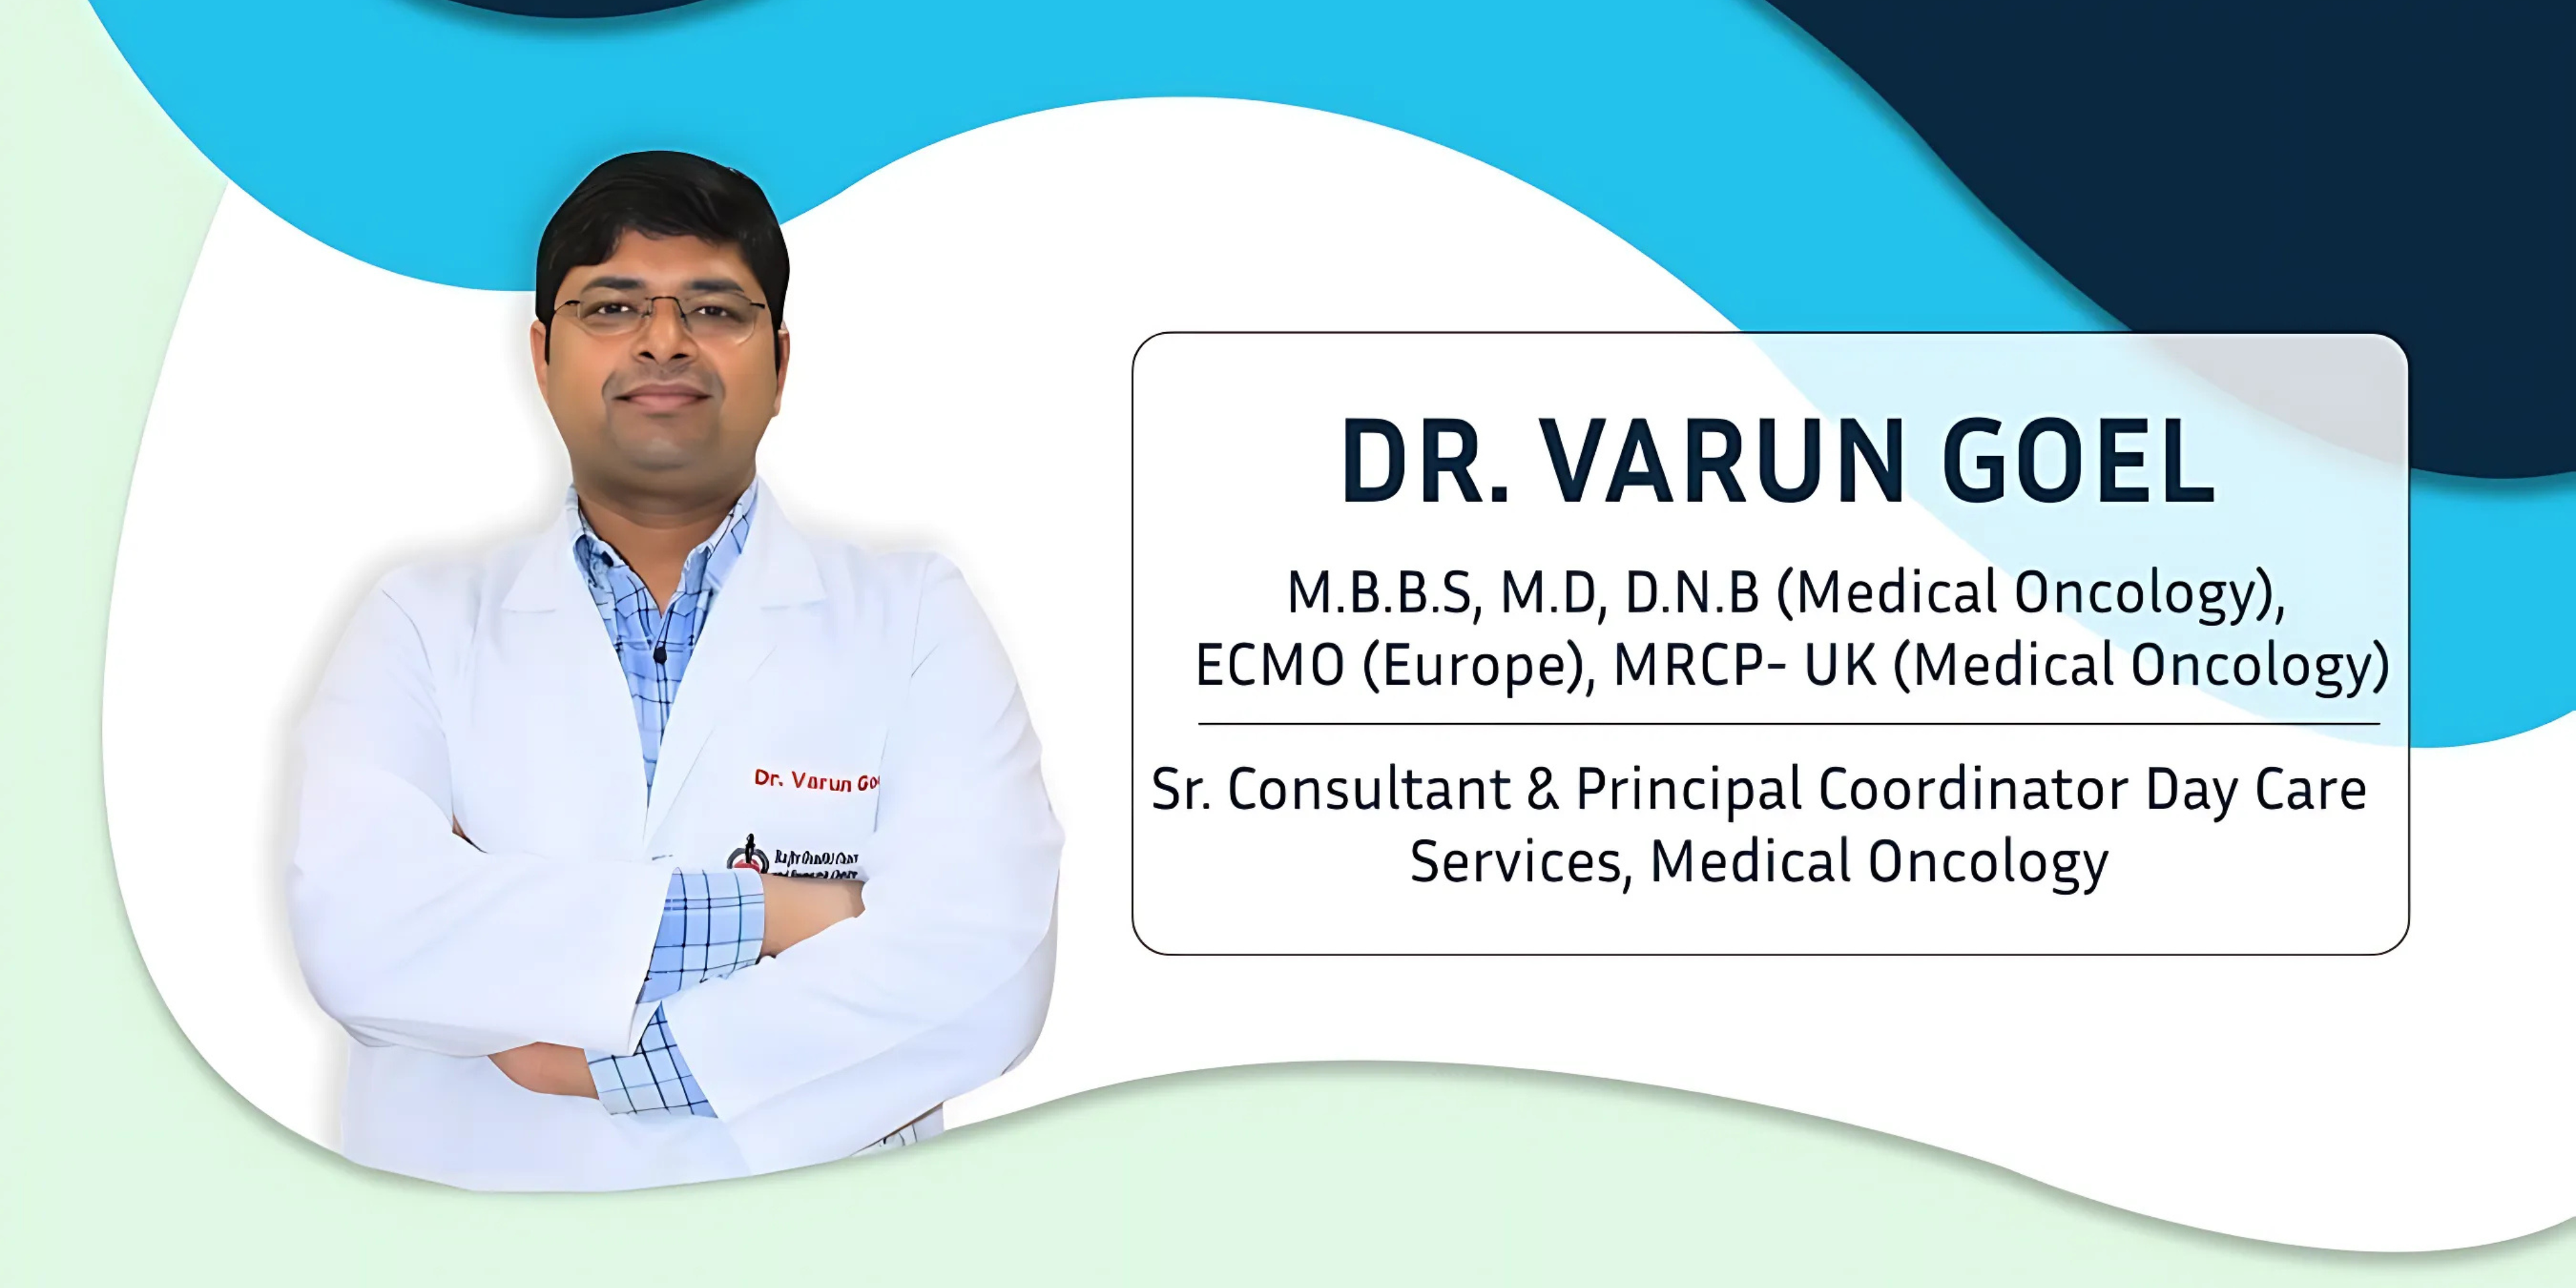 DR. VARUN GOEL
M.B.B.S, M.D, D.N.B (Medical Oncology),
ECMO (Europe), MRCP- UK (Medical Oncology)
Sr. Consultant & Principal Coordinator Day Care
Services, Medical Oncology
Dr. Varun